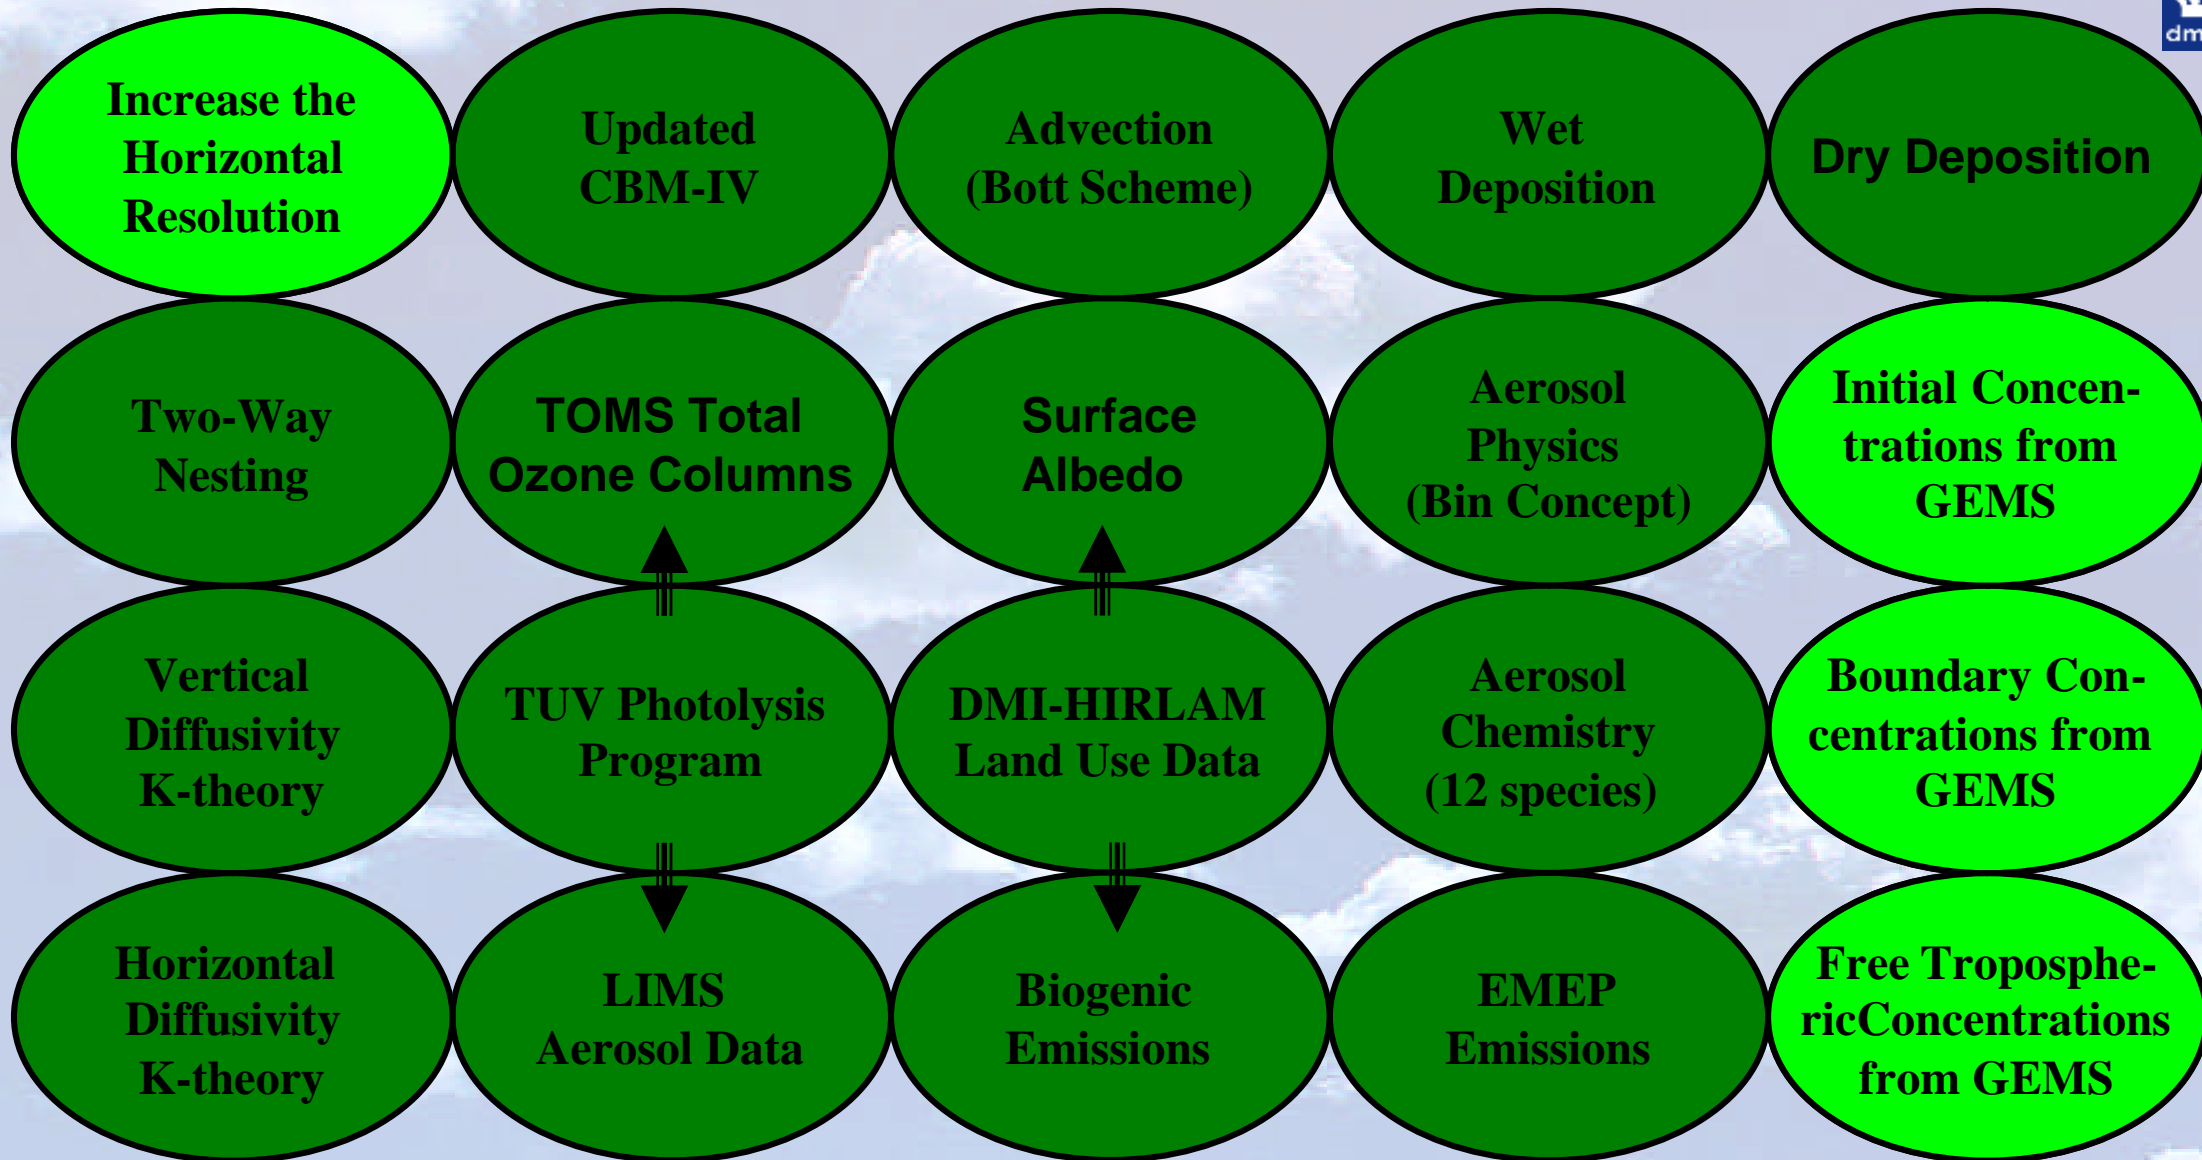 dm
Increase the
Horizontal
Resolution
Updated
CBM-IV
Advection
(Bott Scheme)
Wet
Deposition
Dry Deposition
Two-Way
Nesting
TOMS Total
Ozone Columns
Surface
Albedo
Aerosol
Physics
(Bin Concept)
Initial Concen-
trations from
GEMS
Vertical
Diffusivity
K-theory
TUV Photolysis
Program
DMI-HIRLAM
Land Use Data
Aerosol
Chemistry
(12 species)
Boundary Con-
centrations from
GEMS
Horizontal
Diffusivity
K-theory
LIMS
Aerosol Data
Biogenic
Emissions
EMEP
Emissions
Free Troposphe-
ricConcentrations
from GEMS